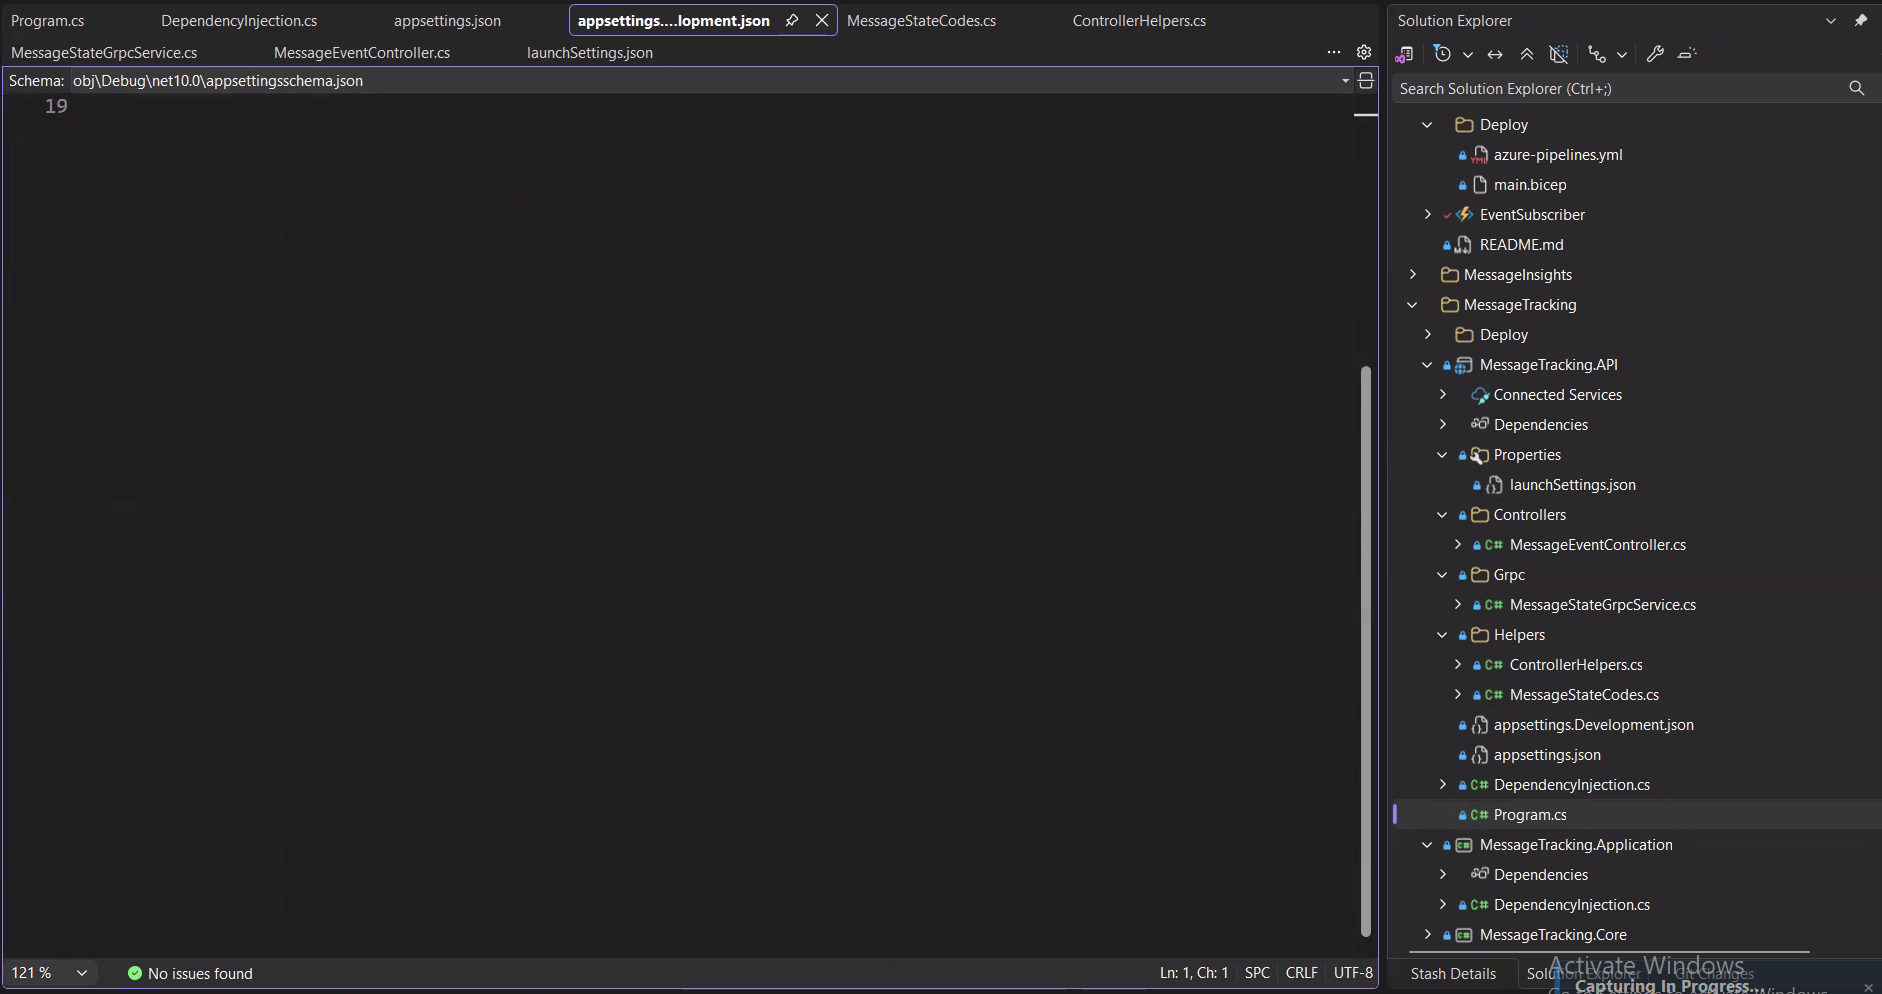 Program.cs DependencyInjection.cs appsettings.json appsettings....lopment.json MessageStateCodes.cs ControllerHelpers.cs
MessageStateGrpcService.cs MessageEventController.cs launchSettings.json
Schema: obj\Debug\net10.0\appsettingsschema.json
19
121 % No issues found Ln: 1, Ch: 1 SPC CRLF UTF-8
Solution Explorer
Search Solution Explorer (Ctrl+;)
Deploy
azure-pipelines.yml
main.bicep
EventSubscriber
README.md
MessageInsights
MessageTracking
Deploy
MessageTracking.API
Connected Services
Dependencies
Properties
launchSettings.json
Controllers
MessageEventController.cs
Grpc
MessageStateGrpcService.cs
Helpers
ControllerHelpers.cs
MessageStateCodes.cs
appsettings.Development.json
appsettings.json
DependencyInjection.cs
Program.cs
MessageTracking.Application
Dependencies
DependencyInjection.cs
MessageTracking.Core
Stash Details Solution Explorer Git Changes
Activate Windows
Capturing In Progress...